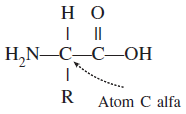 H O
H₂N—C—C—OH
R
Atom C alfa